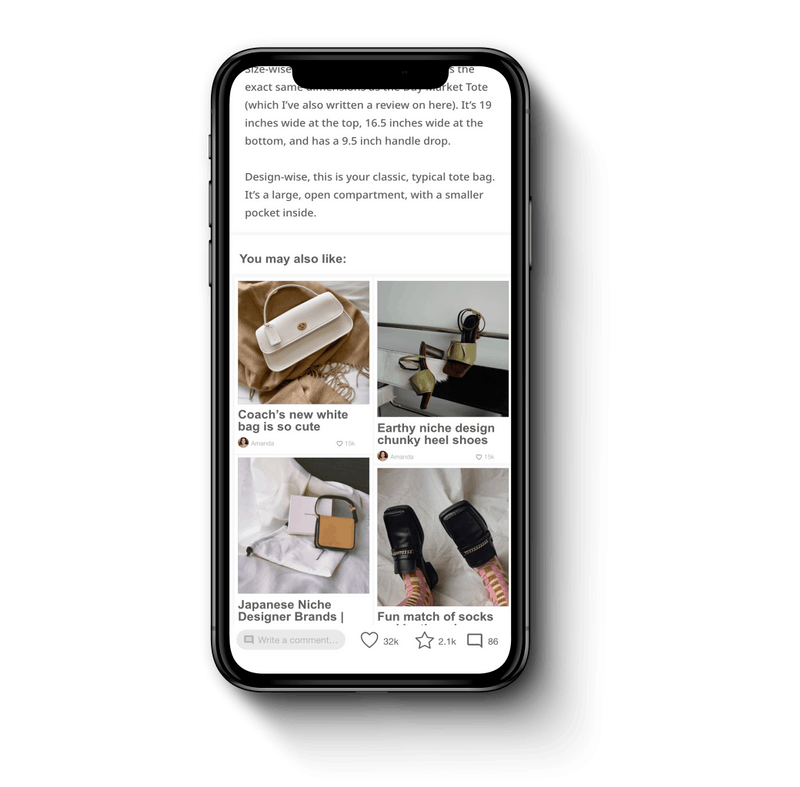 Size-wise
exact same dimensions as the Day Market Tote
(which I've also written a review on here). It's 19
inches wide at the top, 16.5 inches wide at the
bottom, and has a 9.5 inch handle drop.
Design-wise, this is your classic, typical tote bag.
It's a large, open compartment, with a smaller
pocket inside.
You may also like:
Coach's new white
bag is so cute
Amanda
15k
Earthy niche design
chunky heel shoes
Amanda
15k
Japanese Niche
Designer Brands |
Fun match of socks
Write a comment...
32k
2.1k
86